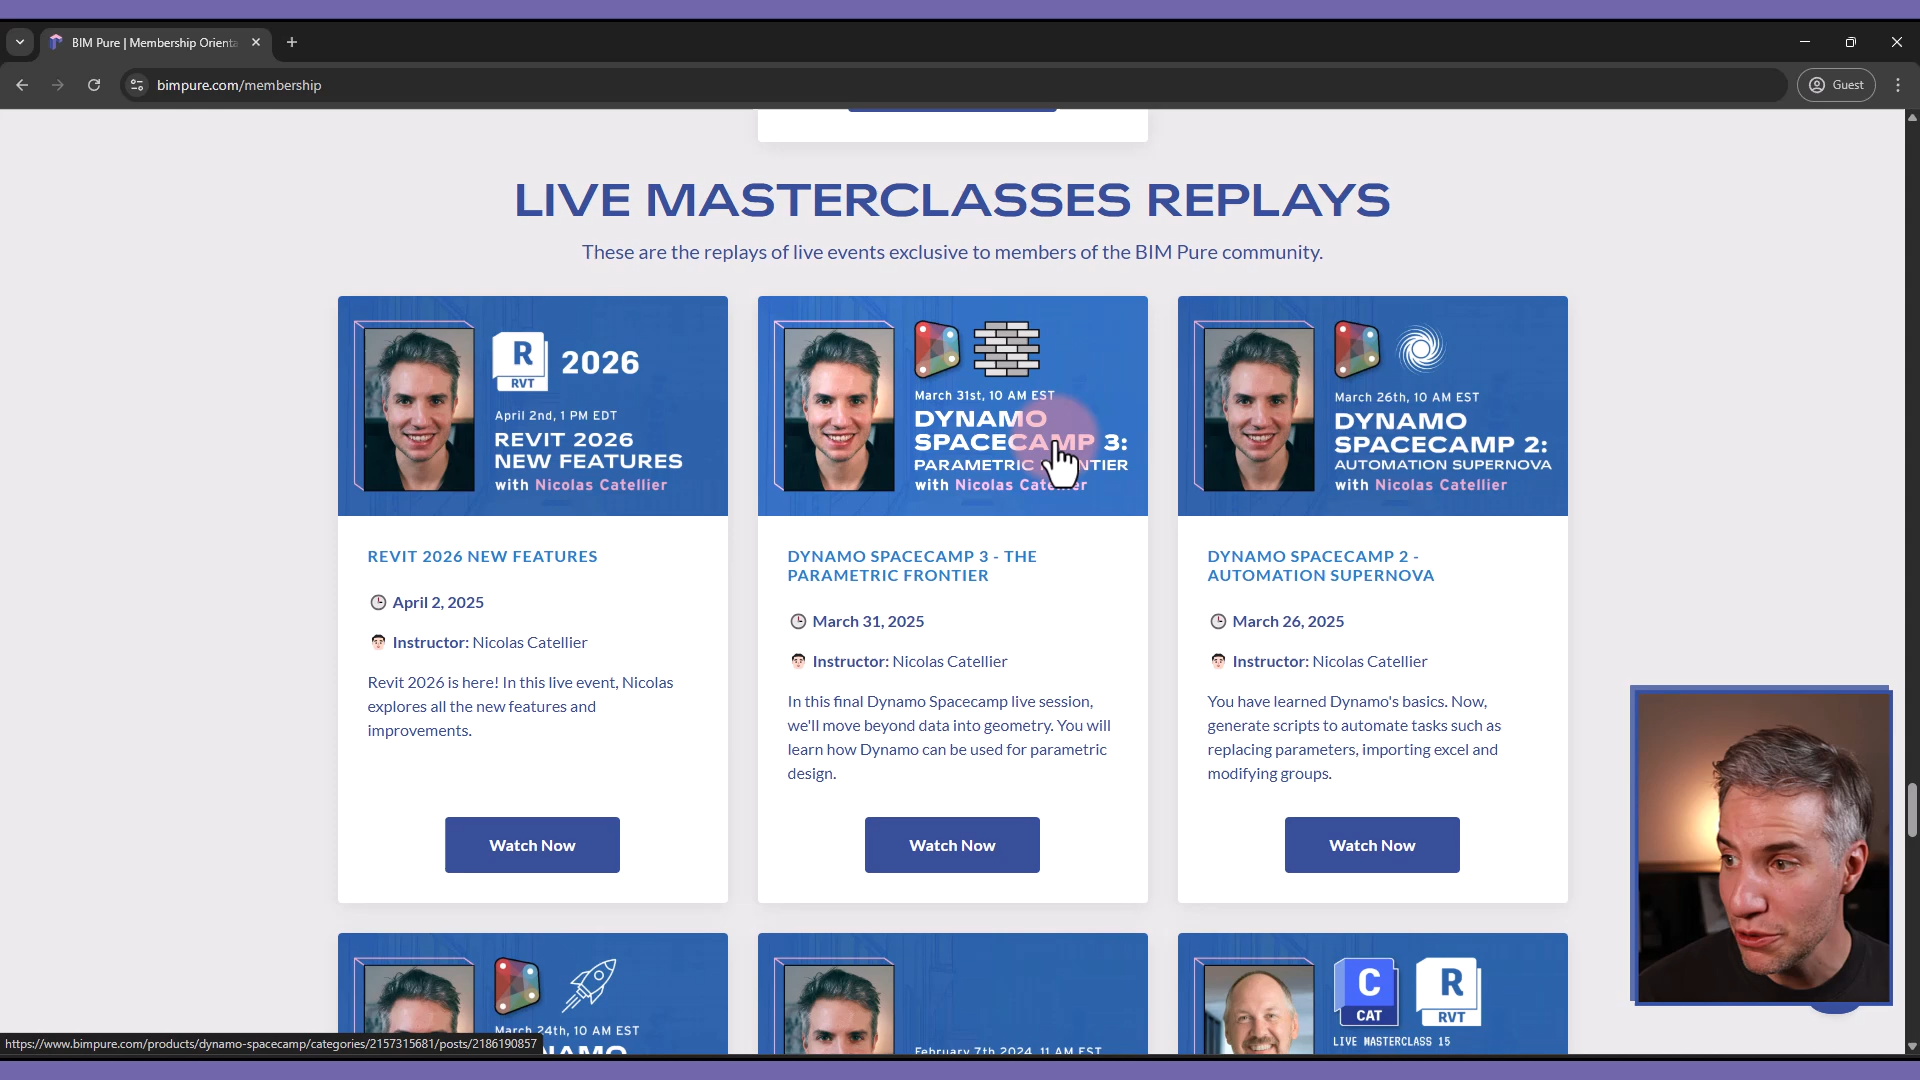 BIM Pure | Membership Orienta
bimpure.com/membership
Guest
LIVE MASTERCLASSES REPLAYS
These are the replays of live events exclusive to members of the BIM Pure community.
R
RVT
2026
April 2nd, 1 PM EDT
REVIT 2026
NEW FEATURES
with Nicolas Catellier
REVIT 2026 NEW FEATURES
April 2, 2025
Instructor: Nicolas Catellier
Revit 2026 is here! In this live event, Nicolas
explores all the new features and
improvements.
Watch Now
March 31st, 10 AM EST
DYNAMO
SPACECAMP 3:
PARAMETRIC
with Nicolas
DYNAMO SPACECAMP 3 - THE
PARAMETRIC FRONTIER
March 31, 2025
Instructor: Nicolas Catellier
In this final Dynamo Spacecamp live session,
we'll move beyond data into geometry. You will
learn how Dynamo can be used for parametric
design.
Watch Now
March 26th, 10 AM EST
DYNAMO
SPACECAMP 2:
AUTOMATION SUPERNOVA
with Nicolas Catellier
DYNAMO SPACECAMP 2 -
AUTOMATION SUPERNOVA
March 26, 2025
Instructor: Nicolas Catellier
You have learned Dynamo's basics. Now,
generate scripts to automate tasks such as
replacing parameters, importing excel and
modifying groups.
Watch Now
March 24th, 10 AM EST
February 7th 2024, 11 AM EST
C
CAT
R
RVT
LIVE MASTERCLASS 15
https://www.bimpure.com/products/dynamo-spacecamp/categories/2157315681/posts/2186190857